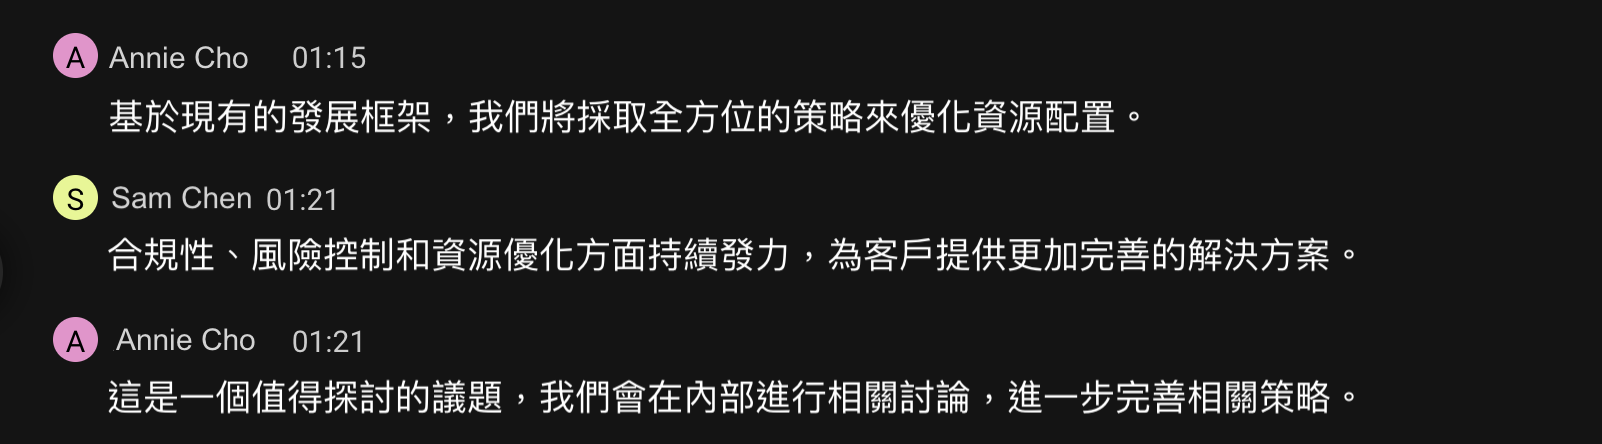 A Annie Cho 01:15
基於現有的發展框架，我們將採取全方位的策略來優化資源配置。
S Sam Chen 01:21
合規性、風險控制和資源優化方面持續發力，為客戶提供更加完善的解決方案。
A Annie Cho 01:21
這是一個值得探討的議題，我們會在內部進行相關討論，進一步完善相關策略。